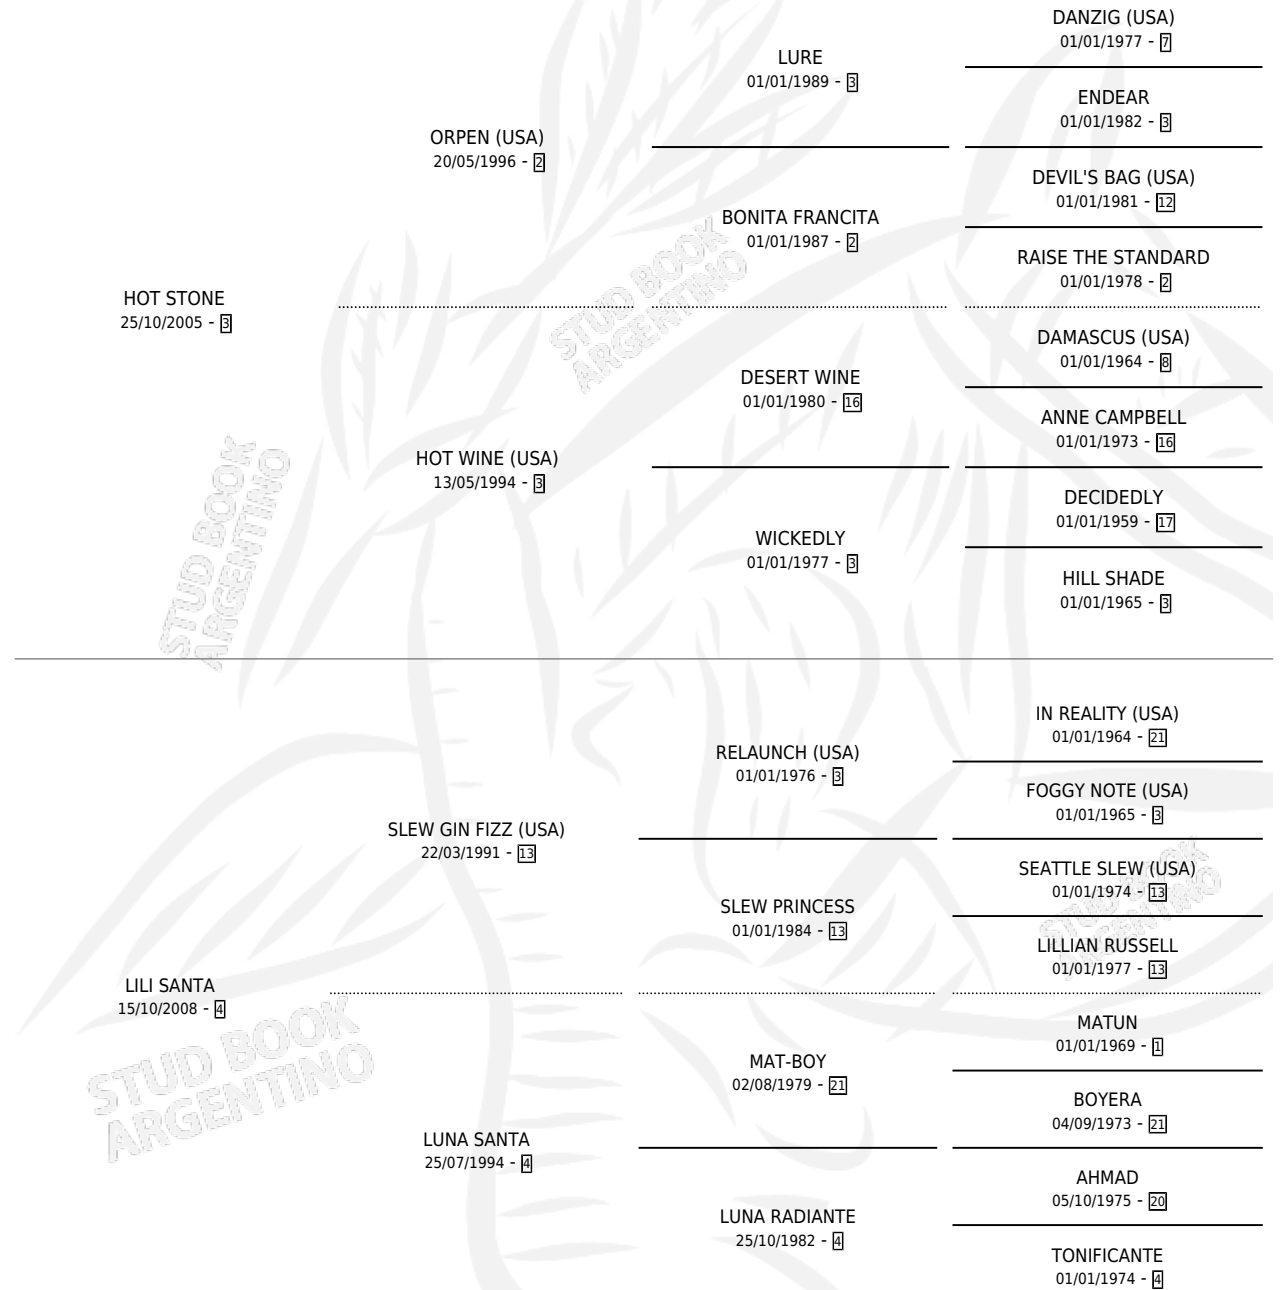 DANZIG (USA)
01/01/1977 - 7
LURE
01/01/1989 - 3
ENDEAR
01/01/1982 - 3
ORPEN (USA)
20/05/1996 - 2
DEVIL'S BAG (USA)
01/01/1981 - 12
BONITA FRANCITA
01/01/1987 - 2
RAISE THE STANDARD
01/01/1978 - 2
HOT STONE
25/10/2005 - 3
STUD BOOK
ARGENTINO
DAMASCUS (USA)
01/01/1964 - 8
DESERT WINE
01/01/1980 - 16
ANNE CAMPBELL
01/01/1973 - 16
HOT WINE (USA)
13/05/1994 - 3
DECIDEDLY
01/01/1959 - 17
WICKEDLY
01/01/1977 - 3
HILL SHADE
01/01/1965 - 3
STUD BOOK
ARGENTINO
IN REALITY (USA)
01/01/1964 - 21
RELAUNCH (USA)
01/01/1976 - 3
FOGGY NOTE (USA)
01/01/1965 - 3
SLEW GIN FIZZ (USA)
22/03/1991 - 13
SEATTLE SLEW (USA)
01/01/1974 - 13
SLEW PRINCESS
01/01/1984 - 13
LILLIAN RUSSELL
01/01/1977 - 13
STUD BOOK
ARGENTINO
LILI SANTA
15/10/2008 - 4
STUD BOOK
ARGENTINO
MATUN
01/01/1969 - 1
MAT-BOY
02/08/1979 - 21
BOYERA
04/09/1973 - 21
LUNA SANTA
25/07/1994 - 4
AHMAD
05/10/1975 - 20
LUNA RADIANTE
25/10/1982 - 4
TONIFICANTE
01/01/1974 - 4